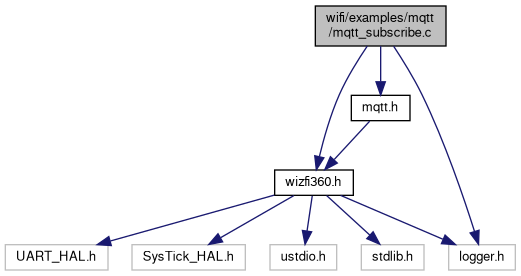 wifi/examples/mqtt
/mqtt_subscribe.c
mqtt.h
wizfi360.h
UART_HAL.h
SysTick_HAL.h
ustdio.h
stdlib.h
logger.h